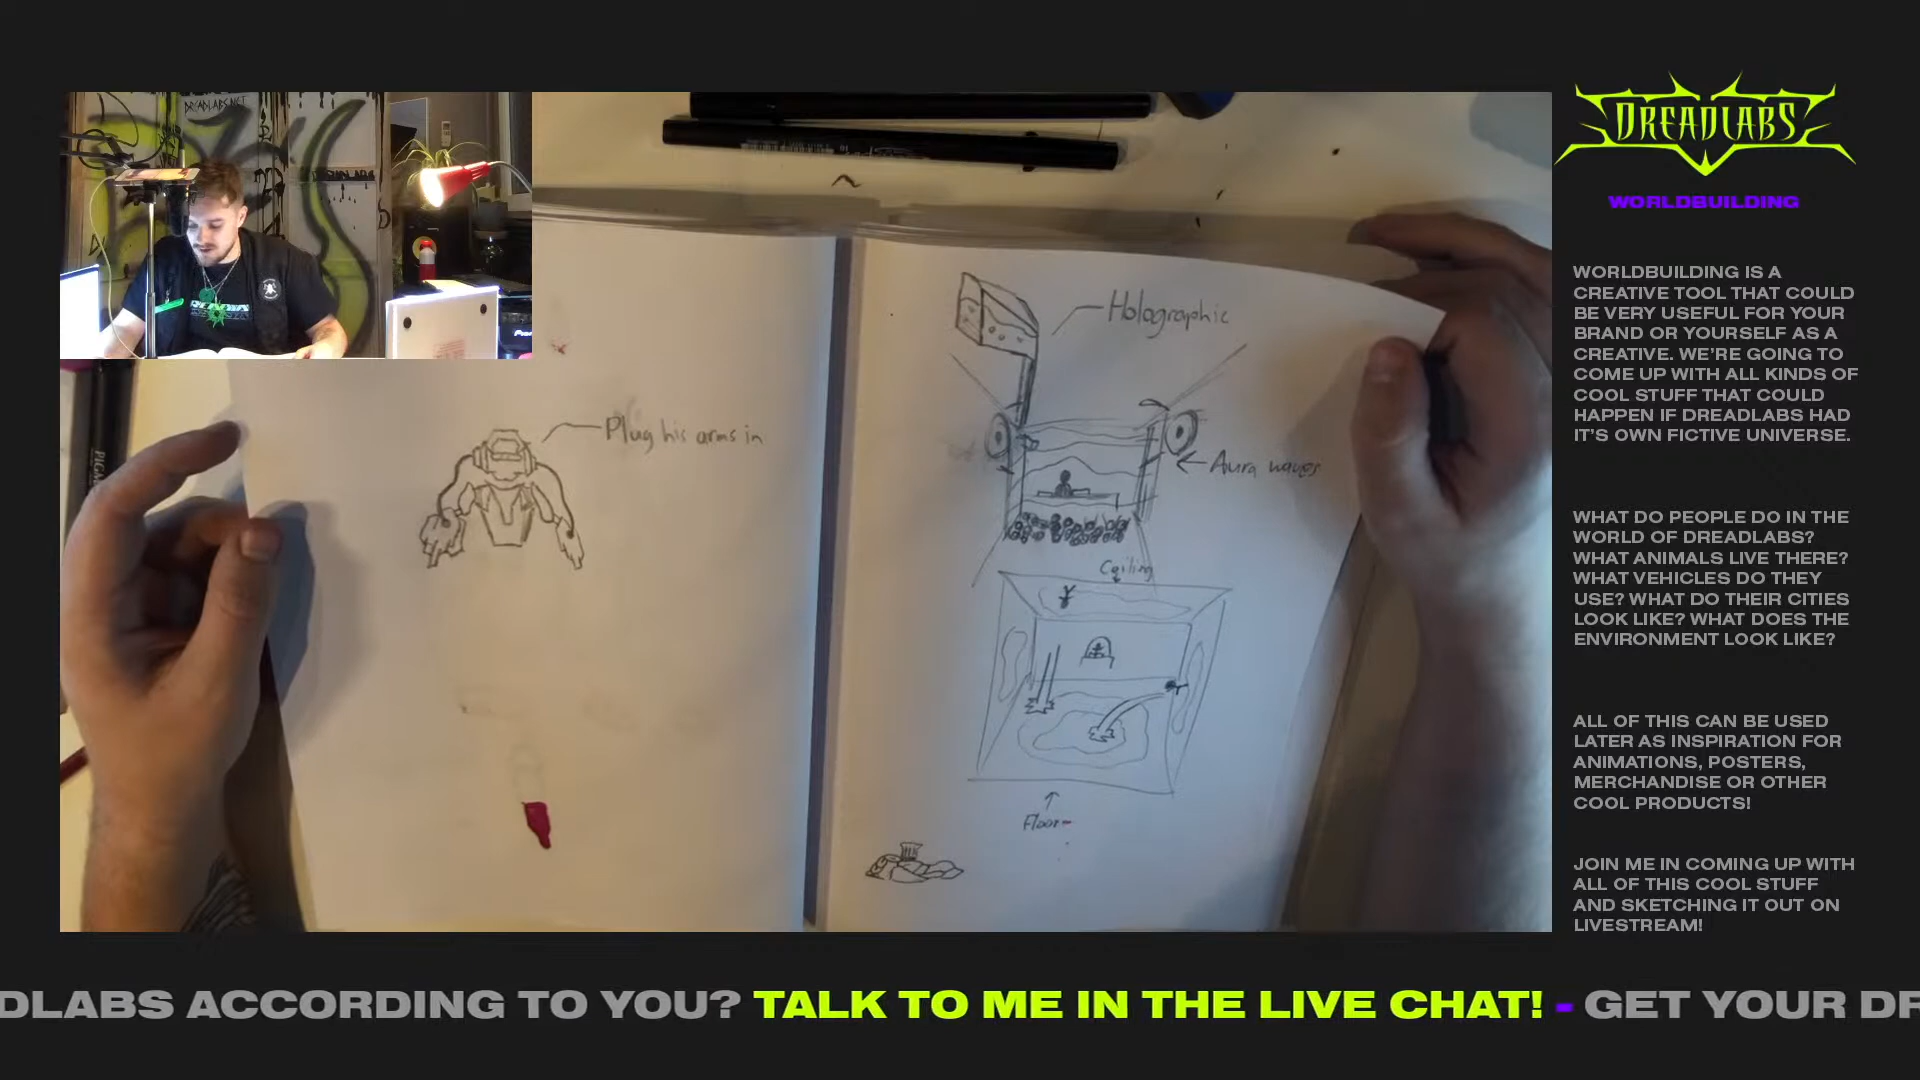 DREADLABS.NET
DREADLABS
WORLDBUILDING
WORLDBUILDING IS A
CREATIVE TOOL THAT COULD
BE VERY USEFUL FOR YOUR
BRAND OR YOURSELF AS A
CREATIVE. WE'RE GOING TO
COME UP WITH ALL KINDS OF
COOL STUFF THAT COULD
HAPPEN IF DREADLABS HAD
IT'S OWN FICTIVE UNIVERSE.
WHAT DO PEOPLE DO IN THE
WORLD OF DREADLABS?
WHAT ANIMALS LIVE THERE?
WHAT VEHICLES DO THEY
USE? WHAT DO THEIR CITIES
LOOK LIKE? WHAT DOES THE
ENVIRONMENT LOOK LIKE?
ALL OF THIS CAN BE USED
LATER AS INSPIRATION FOR
ANIMATIONS, POSTERS,
MERCHANDISE OR OTHER
COOL PRODUCTS!
JOIN ME IN COMING UP WITH
ALL OF THIS COOL STUFF
AND SKETCHING IT OUT ON
LIVESTREAM!
Plug his arms in
Holographic
Aura waves
Ceiling
Floor
DLABS ACCORDING TO YOU? TALK TO ME IN THE LIVE CHAT! - GET YOUR DR